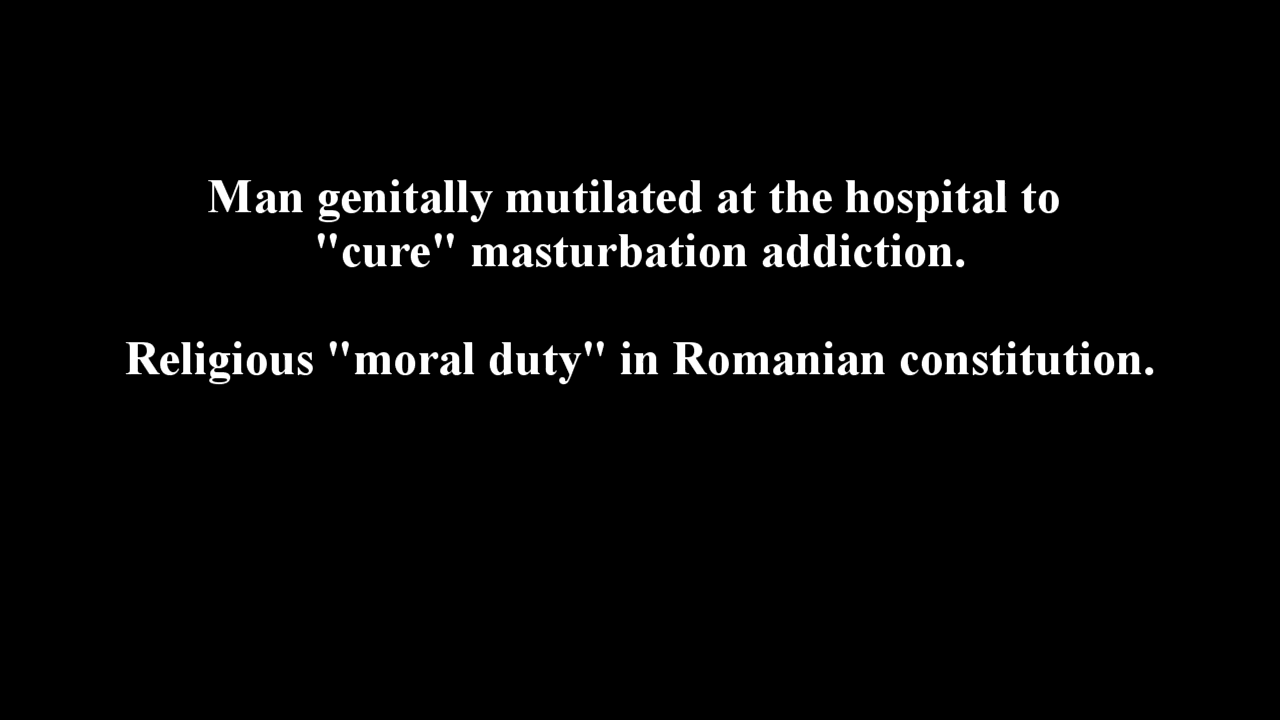 Man genitally mutilated at the hospital to
"cure" masturbation addiction.
Religious "moral duty" in Romanian constitution.